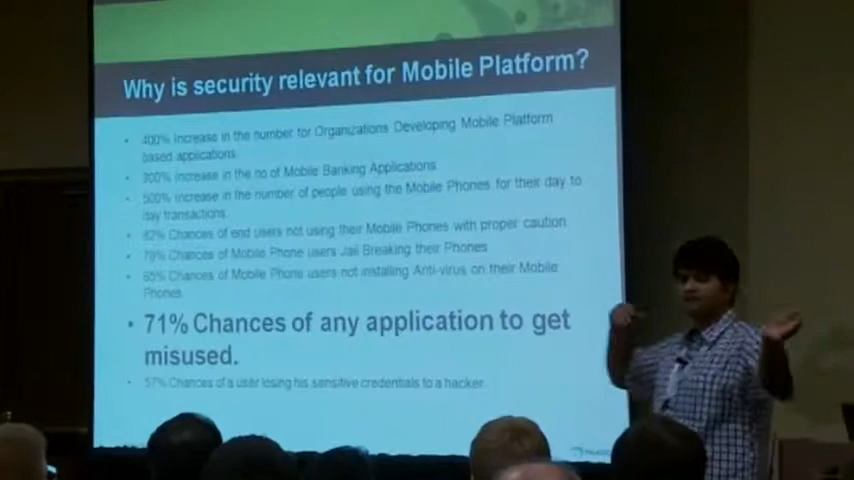 Why is security relevant for Mobile Platform?
• 400% Increase in the number for Organizations Developing Mobile Platform
based applications.
• 300% Increase in the no of Mobile Banking Applications.
• 500% Increase in the number of people using the Mobile Phones for their day to
day transactions.
• 82% Chances of end users not using their Mobile Phones with proper caution
• 79% Chances of Mobile Phone users Jail Breaking their Phones
• 65% Chances of Mobile Phone users not installing Anti-virus on their Mobile
Phones.
• 71% Chances of any application to get
misused.
• 57% Chances of a user losing his sensitive credentials to a hacker.